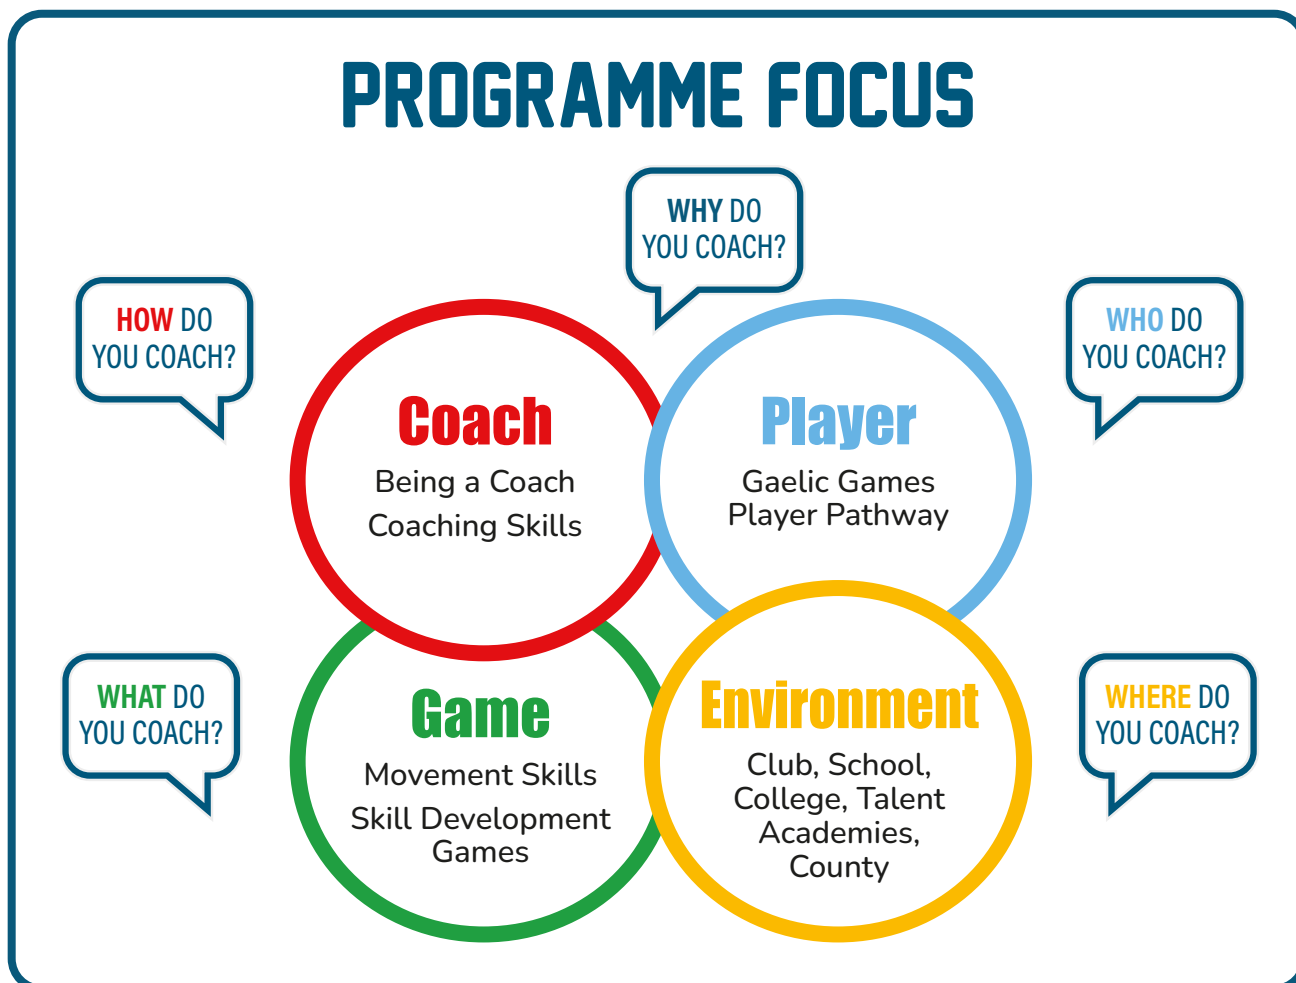 PROGRAMME FOCUS
WHY DO
YOU COACH?
HOW DO
YOU COACH?
WHO DO
YOU COACH?
Coach
Being a Coach
Coaching Skills
Player
Gaelic Games
Player Pathway
WHAT DO
YOU COACH?
Game
Movement Skills
Skill Development
Games
Environment
Club, School,
College, Talent
Academies,
County
WHERE DO
YOU COACH?